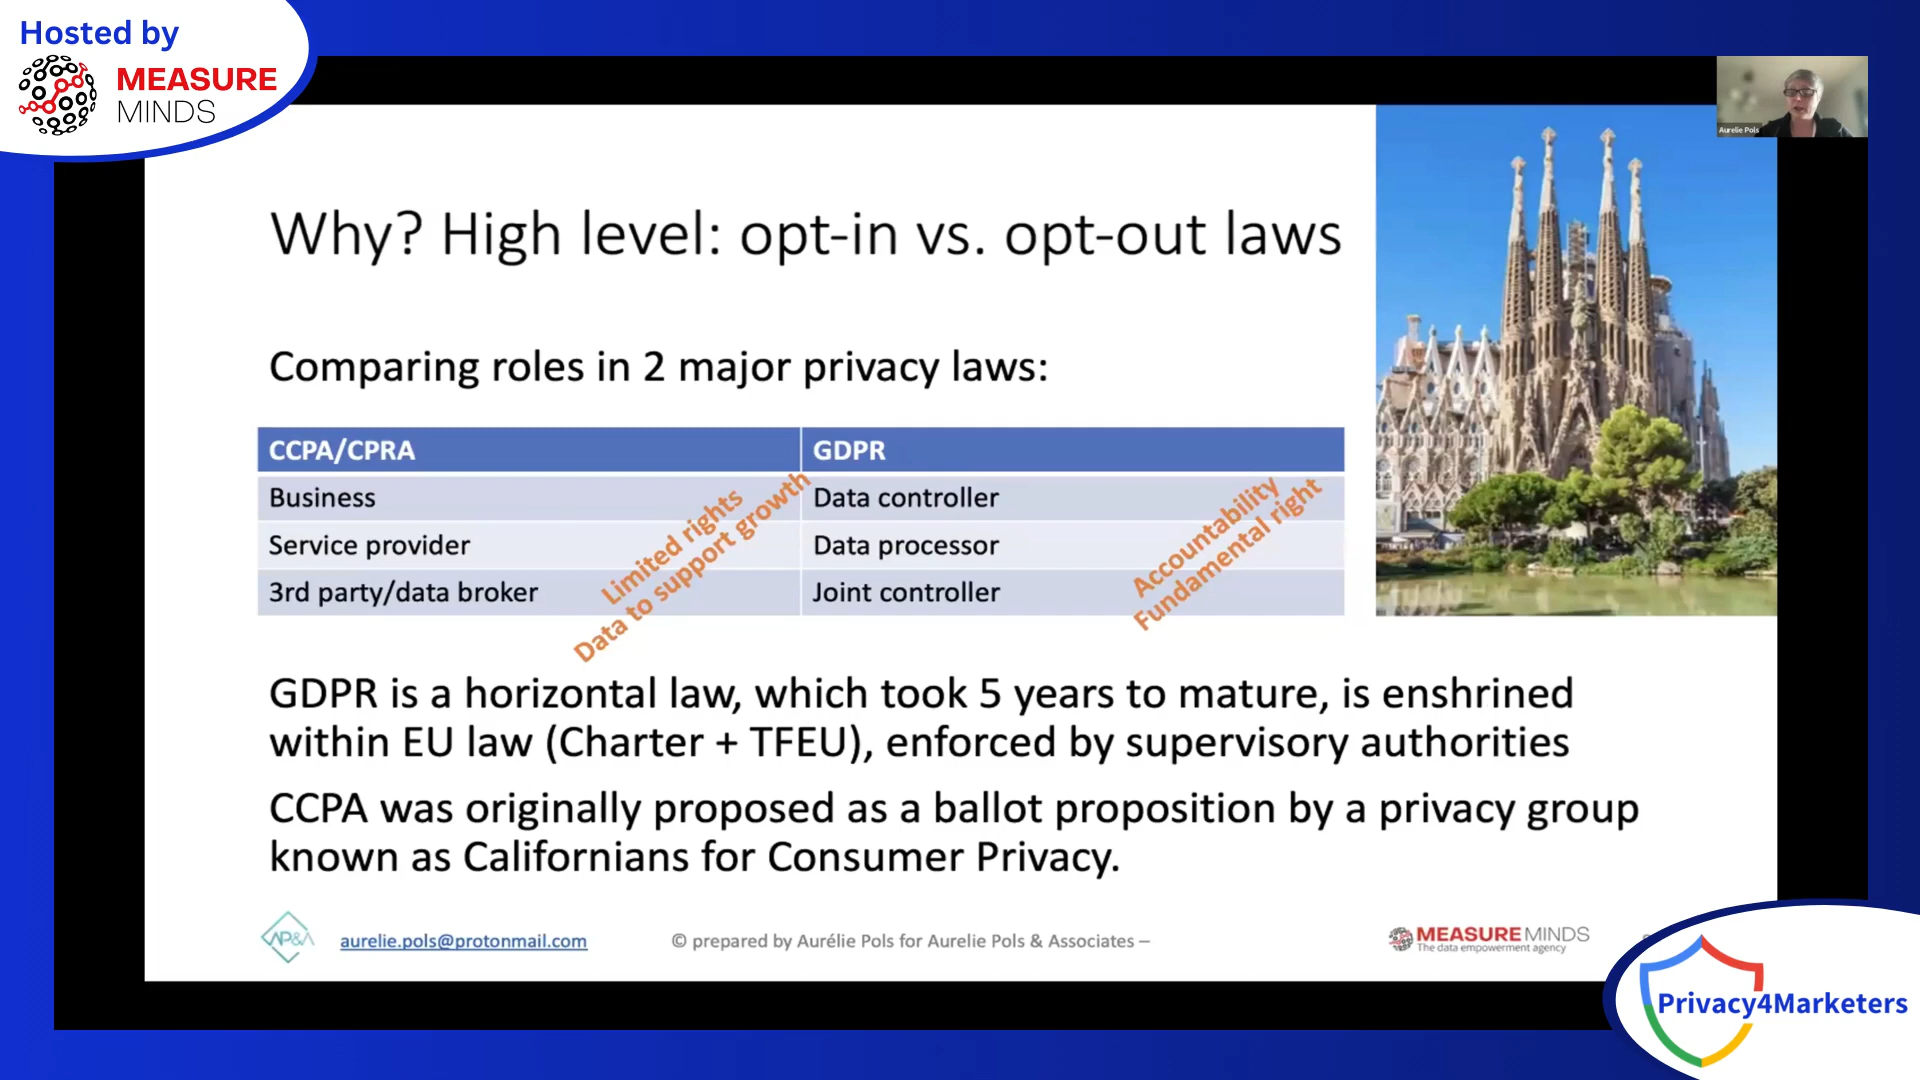 Hosted by
MEASURE
MINDS
Aurelie Pols
Why? High level: opt-in vs. opt-out laws
Comparing roles in 2 major privacy laws:
CCPA/CPRA GDPR
Business Data controller
Service provider Data processor
3rd party/data broker Joint controller
Limited rights
Data to support growth
Accountability
Fundamental right
GDPR is a horizontal law, which took 5 years to mature, is enshrined
within EU law (Charter + TFEU), enforced by supervisory authorities
CCPA was originally proposed as a ballot proposition by a privacy group
known as Californians for Consumer Privacy.
AP&A
aurelie.pols@protonmail.com
© prepared by Aurélie Pols for Aurelie Pols & Associates –
MEASUREMINDS
The data empowerment agency
Privacy4Marketers